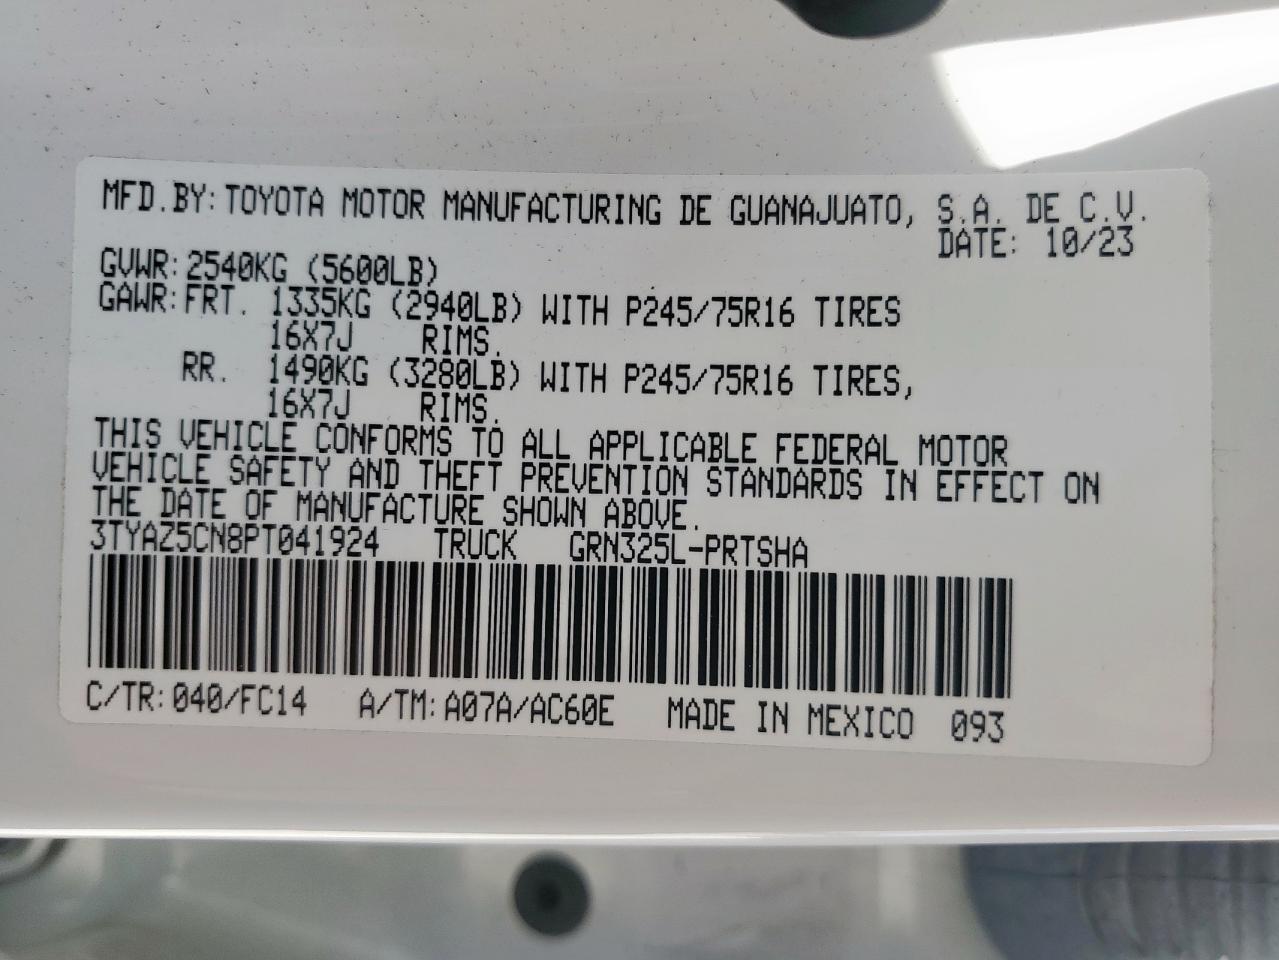 MFD.BY: TOYOTA MOTOR MANUFACTURING DE GUANAJUATO, S.A. DE C.V.
DATE: 10/23
GVWR: 2540KG (5600LB)
GAWR: FRT. 1335KG (2940LB) WITH P245/75R16 TIRES
16X7J RIMS,
RR. 1490KG (3280LB) WITH P245/75R16 TIRES,
16X7J RIMS.
THIS VEHICLE CONFORMS TO ALL APPLICABLE FEDERAL MOTOR
VEHICLE SAFETY AND THEFT PREVENTION STANDARDS IN EFFECT ON
THE DATE OF MANUFACTURE SHOWN ABOVE.
3TYAZ5CN8PT041924 TRUCK GRN325L-PRTSHA
C/TR: 040/FC14 A/TM: A07A/AC60E MADE IN MEXICO 093